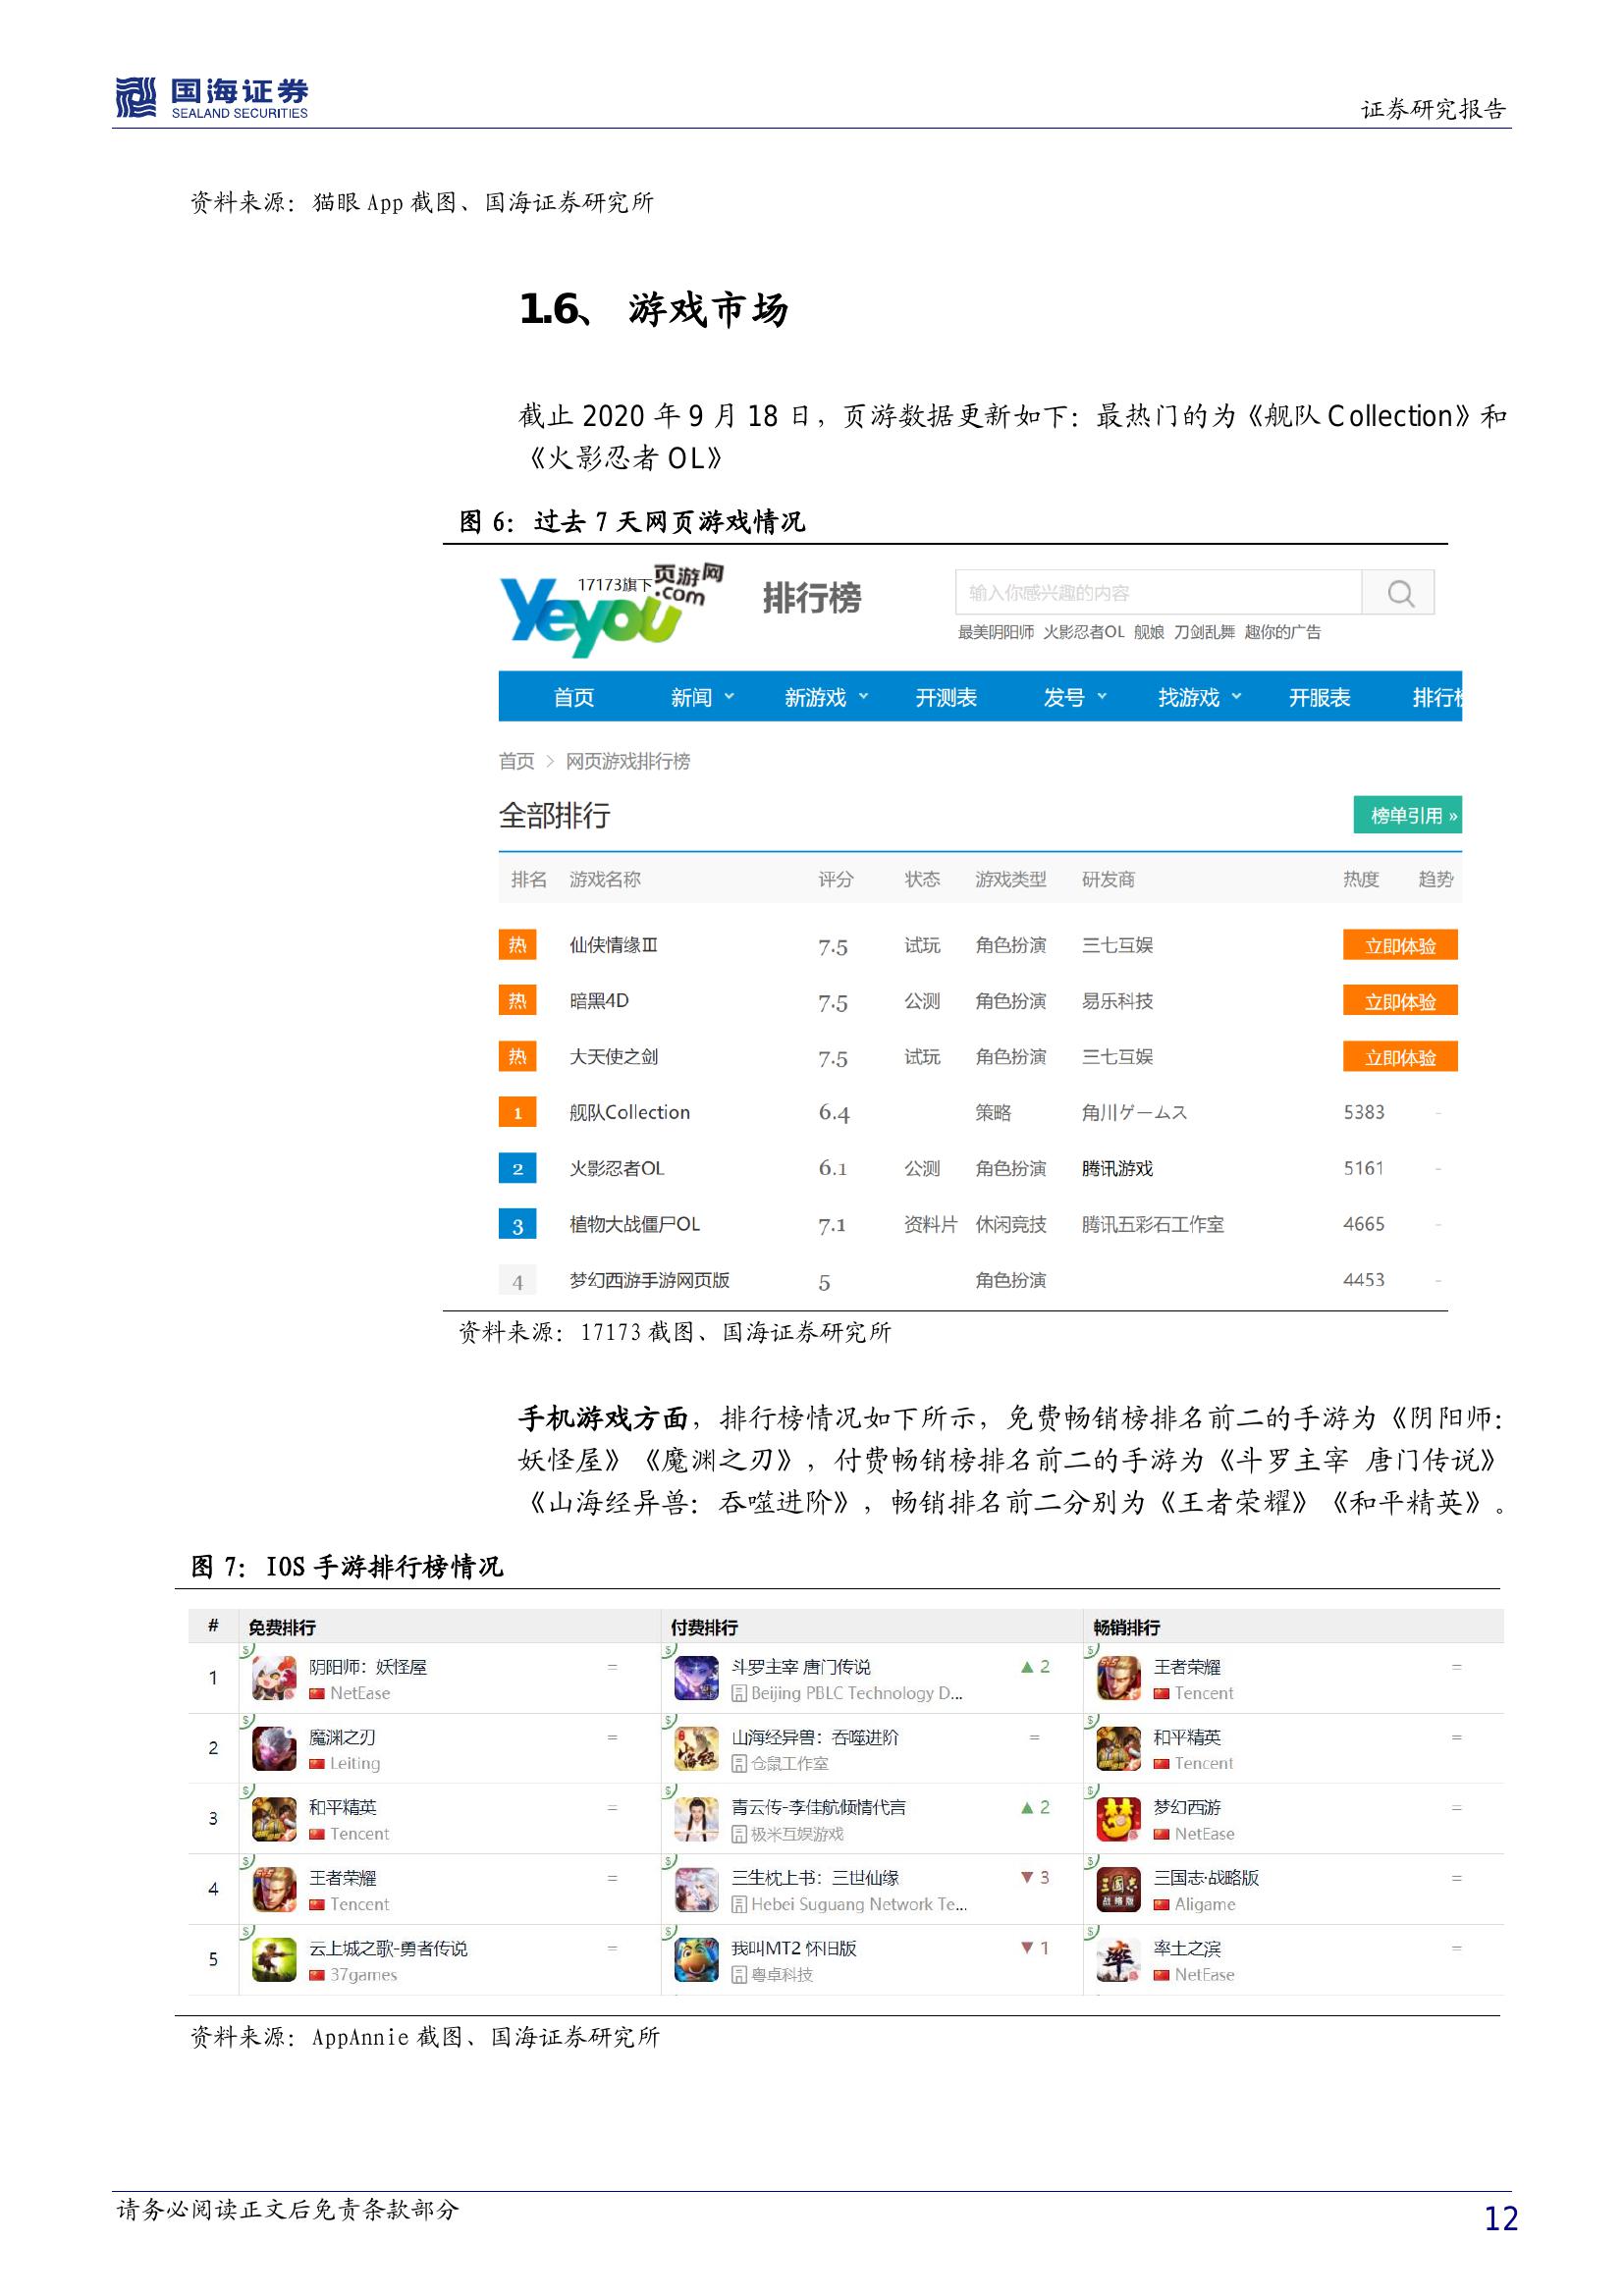 国海证券
SEALAND SECURITIES
证券研究报告
资料来源：猫眼 App 截图、国海证券研究所
1.6、 游戏市场
截止 2020 年 9 月 18 日，页游数据更新如下：最热门的为《舰队 Collection》和
《火影忍者 OL》
图 6：过去 7 天网页游戏情况
17173旗下 页游网
Yeyou.com 排行榜
输入你感兴趣的内容
最美阴阳师 火影忍者OL 舰娘 刀剑乱舞 趣你的广告
首页 新闻 新游戏 开测表 发号 找游戏 开服表 排行榜
首页 > 网页游戏排行榜
全部排行 榜单引用 »
排名 游戏名称 评分 状态 游戏类型 研发商 热度 趋势
热 仙侠情缘Ⅲ 7.5 试玩 角色扮演 三七互娱 立即体验
热 暗黑4D 7.5 公测 角色扮演 易乐科技 立即体验
热 大天使之剑 7.5 试玩 角色扮演 三七互娱 立即体验
1 舰队Collection 6.4 策略 角川ゲームス 5383 -
2 火影忍者OL 6.1 公测 角色扮演 腾讯游戏 5161 -
3 植物大战僵尸OL 7.1 资料片 休闲竞技 腾讯五彩石工作室 4665 -
4 梦幻西游手游网页版 5 角色扮演 4453 -
资料来源：17173 截图、国海证券研究所
手机游戏方面，排行榜情况如下所示，免费畅销榜排名前二的手游为《阴阳师：
妖怪屋》《魔渊之刃》，付费畅销榜排名前二的手游为《斗罗主宰 唐门传说》
《山海经异兽：吞噬进阶》，畅销排名前二分别为《王者荣耀》《和平精英》。
图 7：IOS 手游排行榜情况
# 免费排行 付费排行 畅销排行
1 阴阳师：妖怪屋 = 斗罗主宰 唐门传说 ▲ 2 王者荣耀 =
NetEase Beijing PBLC Technology D... Tencent
2 魔渊之刃 = 山海经异兽：吞噬进阶 = 和平精英 =
Leiting 仓鼠工作室 Tencent
3 和平精英 = 青云传-李佳航倾情代言 ▲ 2 梦幻西游 =
Tencent 极米互娱游戏 NetEase
4 王者荣耀 = 三生枕上书：三世仙缘 ▼ 3 三国志·战略版 =
Tencent Hebei Suguang Network Te... Aligame
5 云上城之歌-勇者传说 = 我叫MT2 怀旧版 ▼ 1 率土之滨 =
37games 粤卓科技 NetEase
资料来源：AppAnnie 截图、国海证券研究所
请务必阅读正文后免责条款部分
12